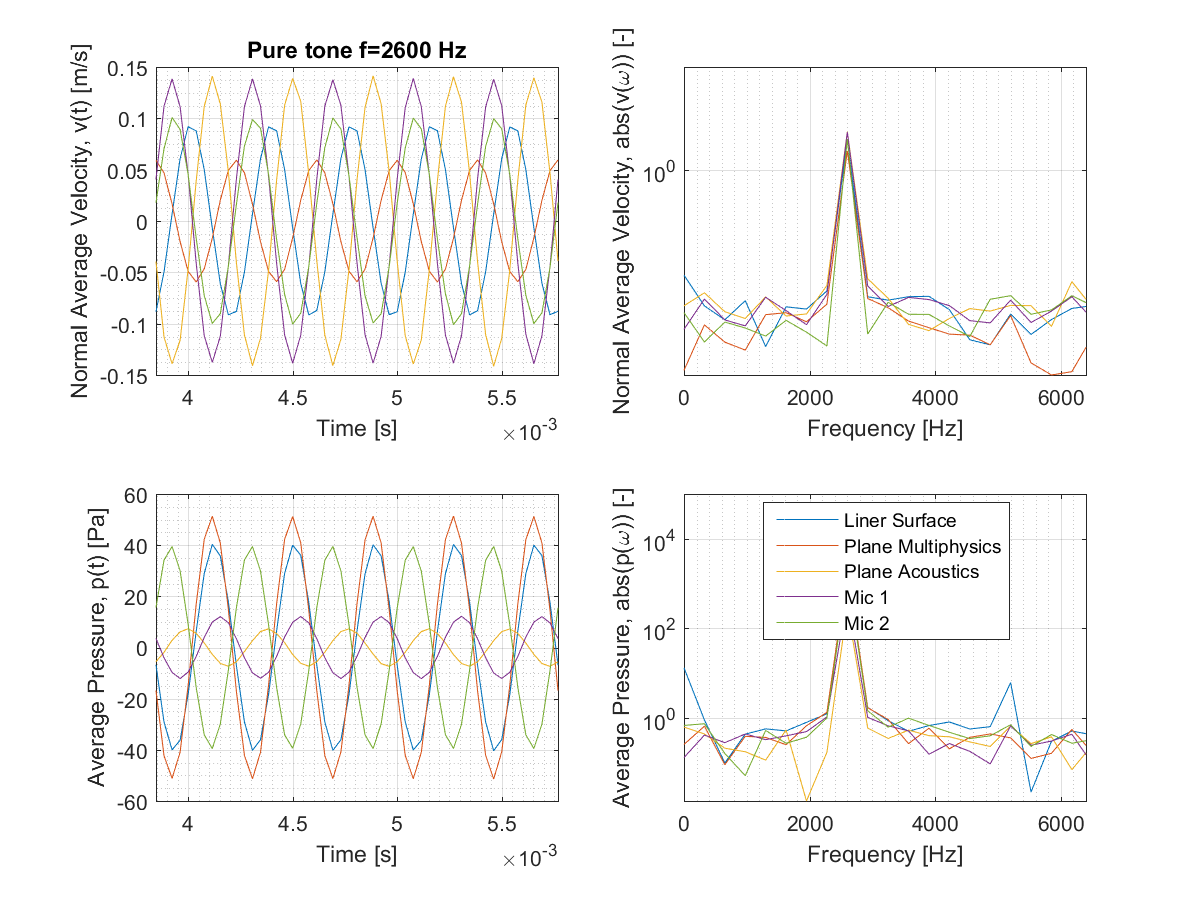 Pure tone f=2600 Hz
Normal Average Velocity, v(t) [m/s]
0.15
0.1
0.05
0
-0.05
-0.1
-0.15
4
4.5
5
5.5
Time [s]
×10-3
Normal Average Velocity, abs(v(ω)) [-]
100
0
2000
4000
6000
Frequency [Hz]
Average Pressure, p(t) [Pa]
60
40
20
0
-20
-40
-60
4
4.5
5
5.5
Time [s]
×10-3
Average Pressure, abs(p(ω)) [-]
104
102
100
Liner Surface
Plane Multiphysics
Plane Acoustics
Mic 1
Mic 2
0
2000
4000
6000
Frequency [Hz]